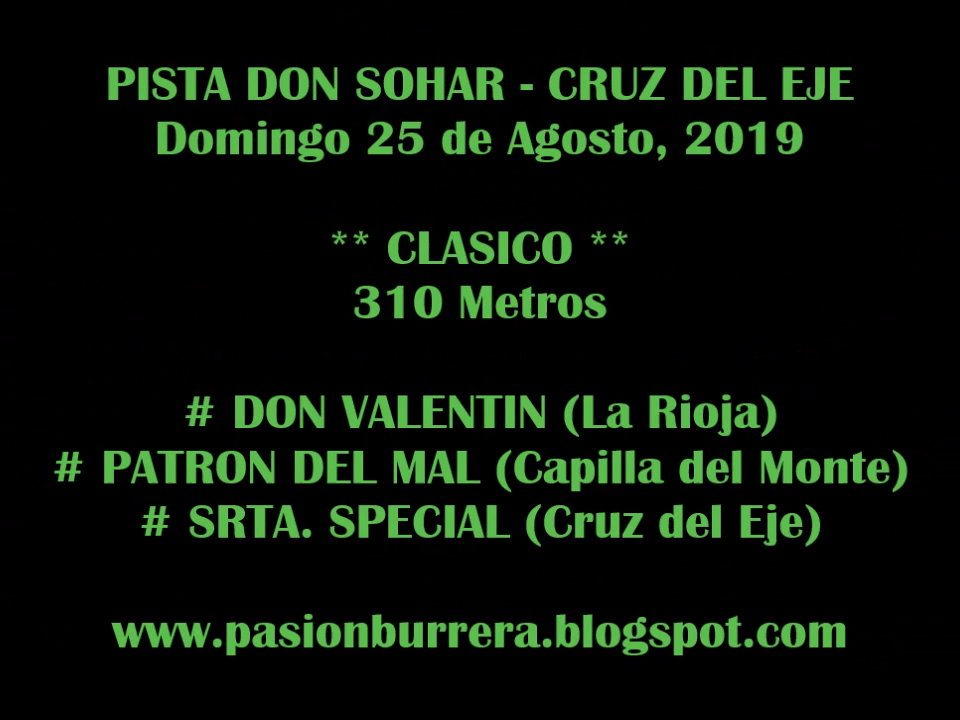 PISTA DON SOHAR - CRUZ DEL EJE
Domingo 25 de Agosto, 2019
** CLASICO **
310 Metros
# DON VALENTIN (La Rioja)
# PATRON DEL MAL (Capilla del Monte)
# SRTA. SPECIAL (Cruz del Eje)
www.pasionburrera.blogspot.com